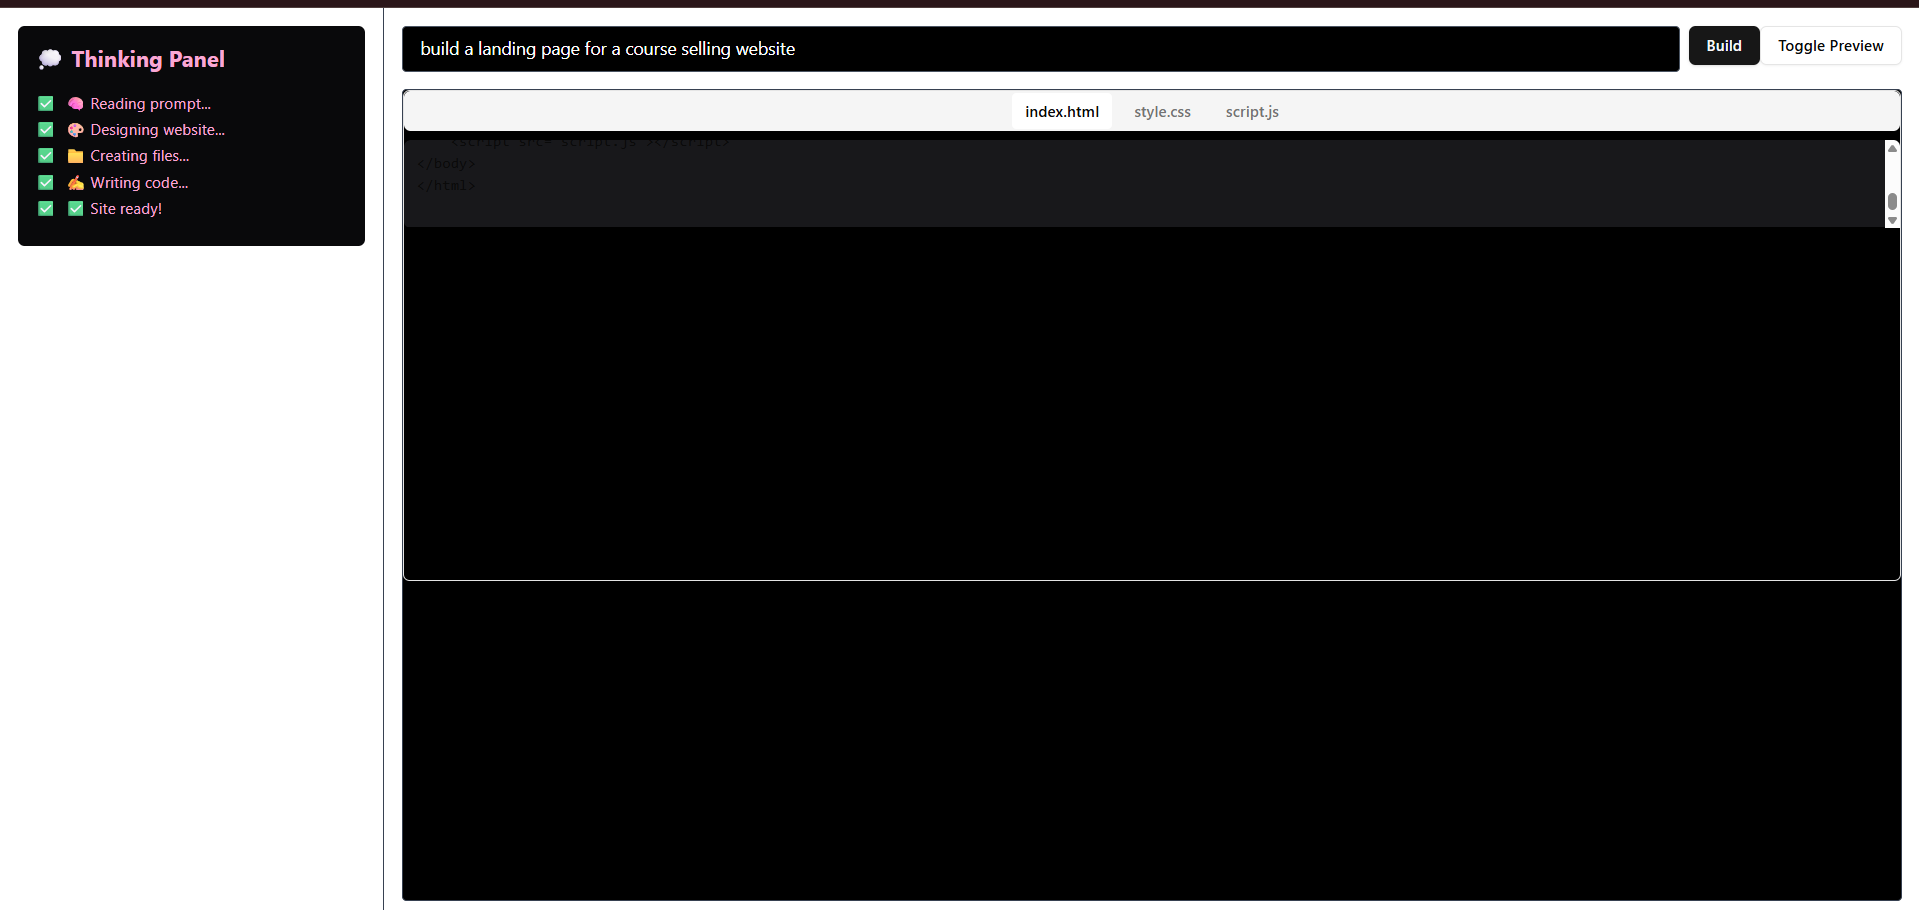 Thinking Panel
Reading prompt...
Designing website...
Creating files...
Writing code...
Site ready!
build a landing page for a course selling website
Build
Toggle Preview
index.html
style.css
script.js
<script src="script.js"></script>
</body>
</html>